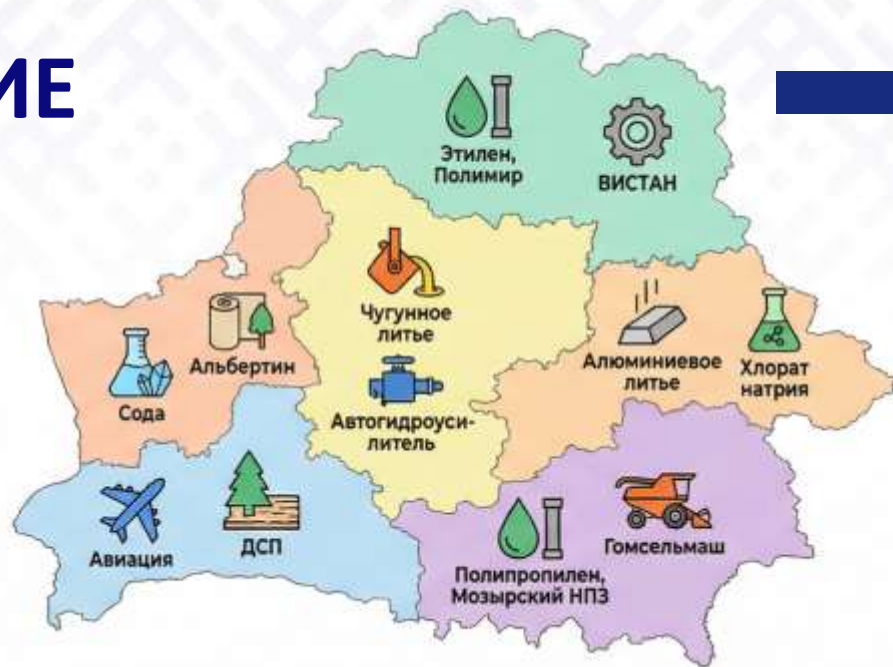 ИЕ
Этилен,
Полимир
ВИСТАН
Чугунное
литье
Альбертин
Сода
Автогидроуси-
литель
Алюминиевое
литье
Хлорат
натрия
Авиация
ДСП
Полипропилен,
Мозырский НПЗ
Гомсельмаш